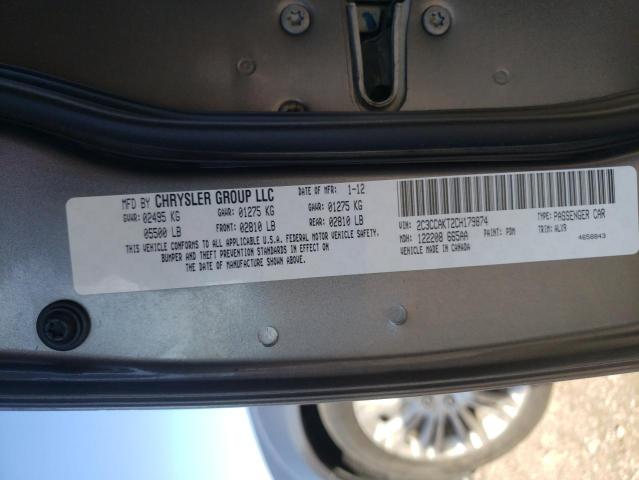 MFD BY CHRYSLER GROUP LLC DATE OF MFR 1-12
GVWR: 02495 KG GAWR: 01275 KG GAWR: 01275 KG
05500 LB FRONT: 02810 LB REAR: 02810 LB
THIS VEHICLE CONFORMS TO ALL APPLICABLE U.S.A. FEDERAL MOTOR VEHICLE SAFETY,
BUMPER AND THEFT PREVENTION STANDARDS IN EFFECT ON
THE DATE OF MANUFACTURE SHOWN ABOVE.
VIN: 2C3CCAKT2CH179874 TYPE: PASSENGER CAR
MDH: 122208 665AA PAINT: PDM TRIM: ALX9
VEHICLE MADE IN CANADA 4658843